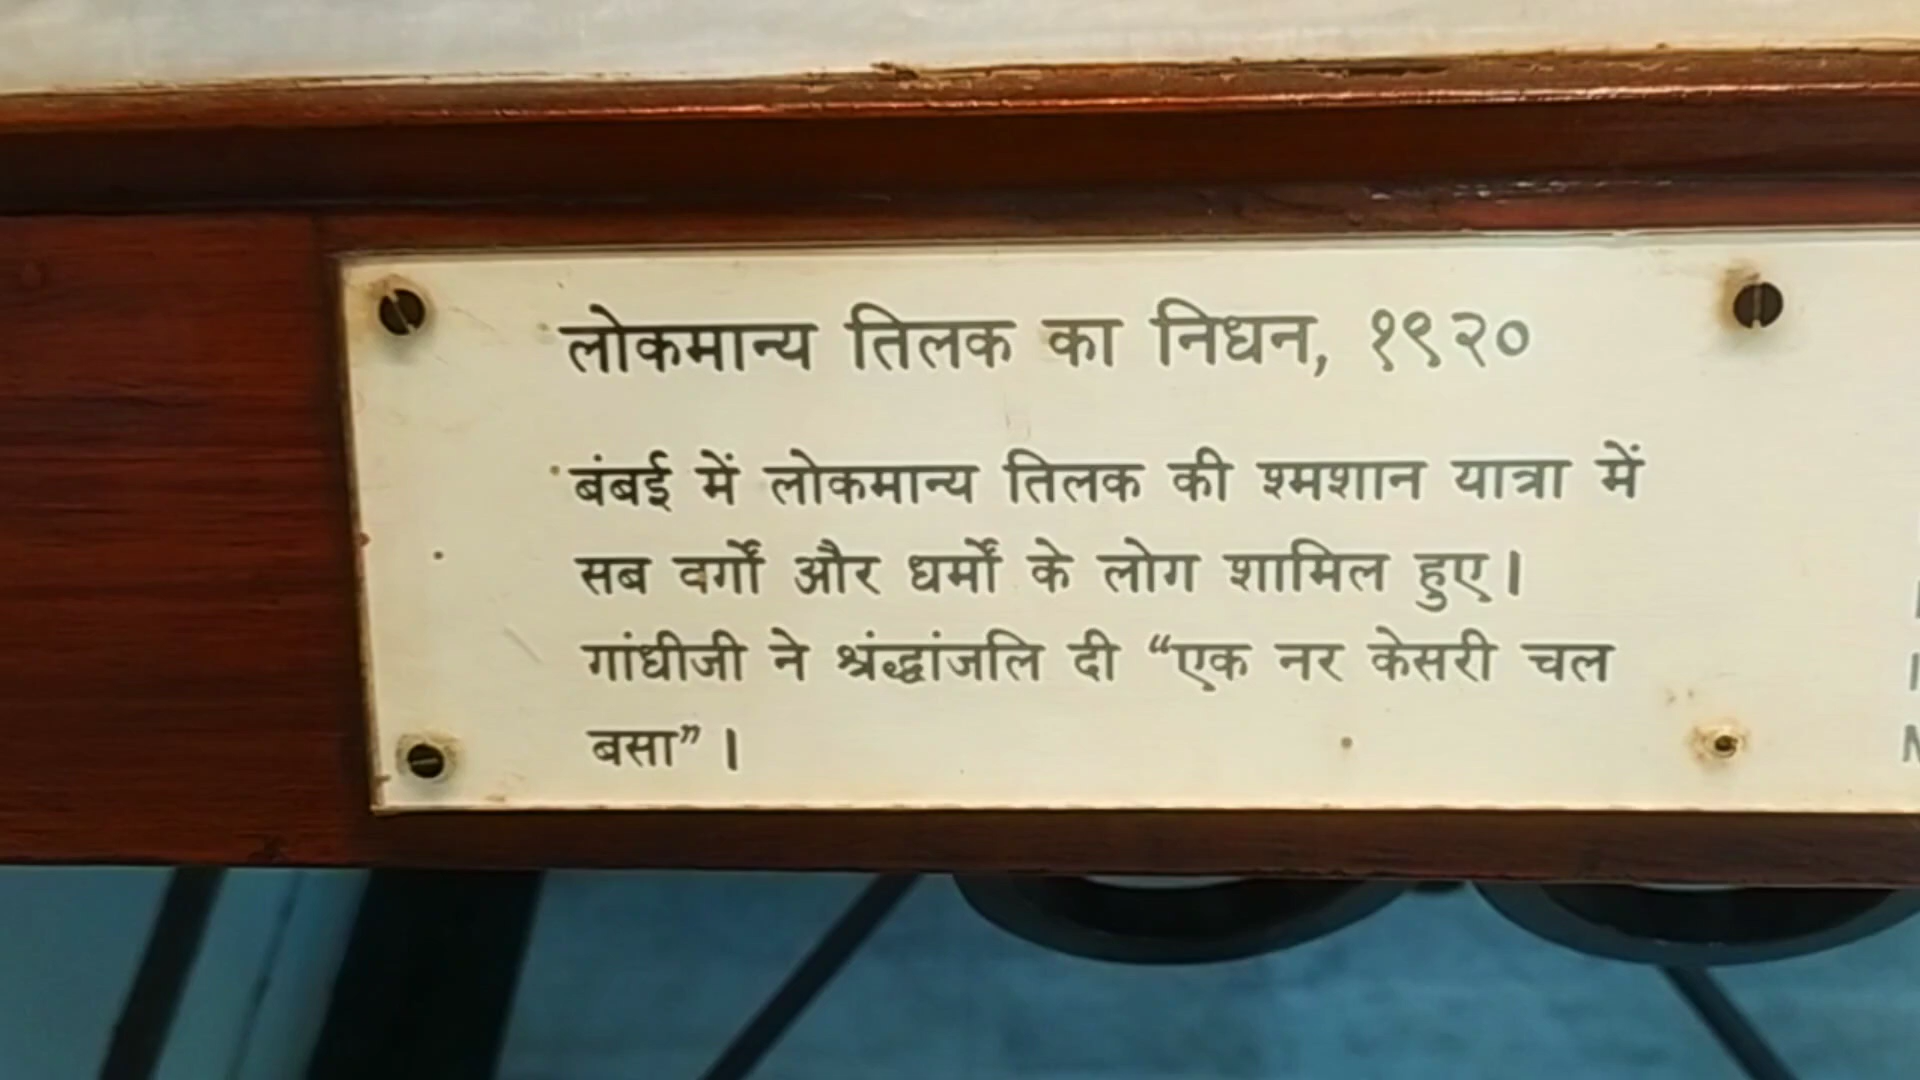 लोकमान्य तिलक का निधन, १९२०
बंबई में लोकमान्य तिलक की श्मशान यात्रा में
सब वर्गों और धर्मों के लोग शामिल हुए।
गांधीजी ने श्रंद्धांजलि दी “एक नर केसरी चल
बसा”।